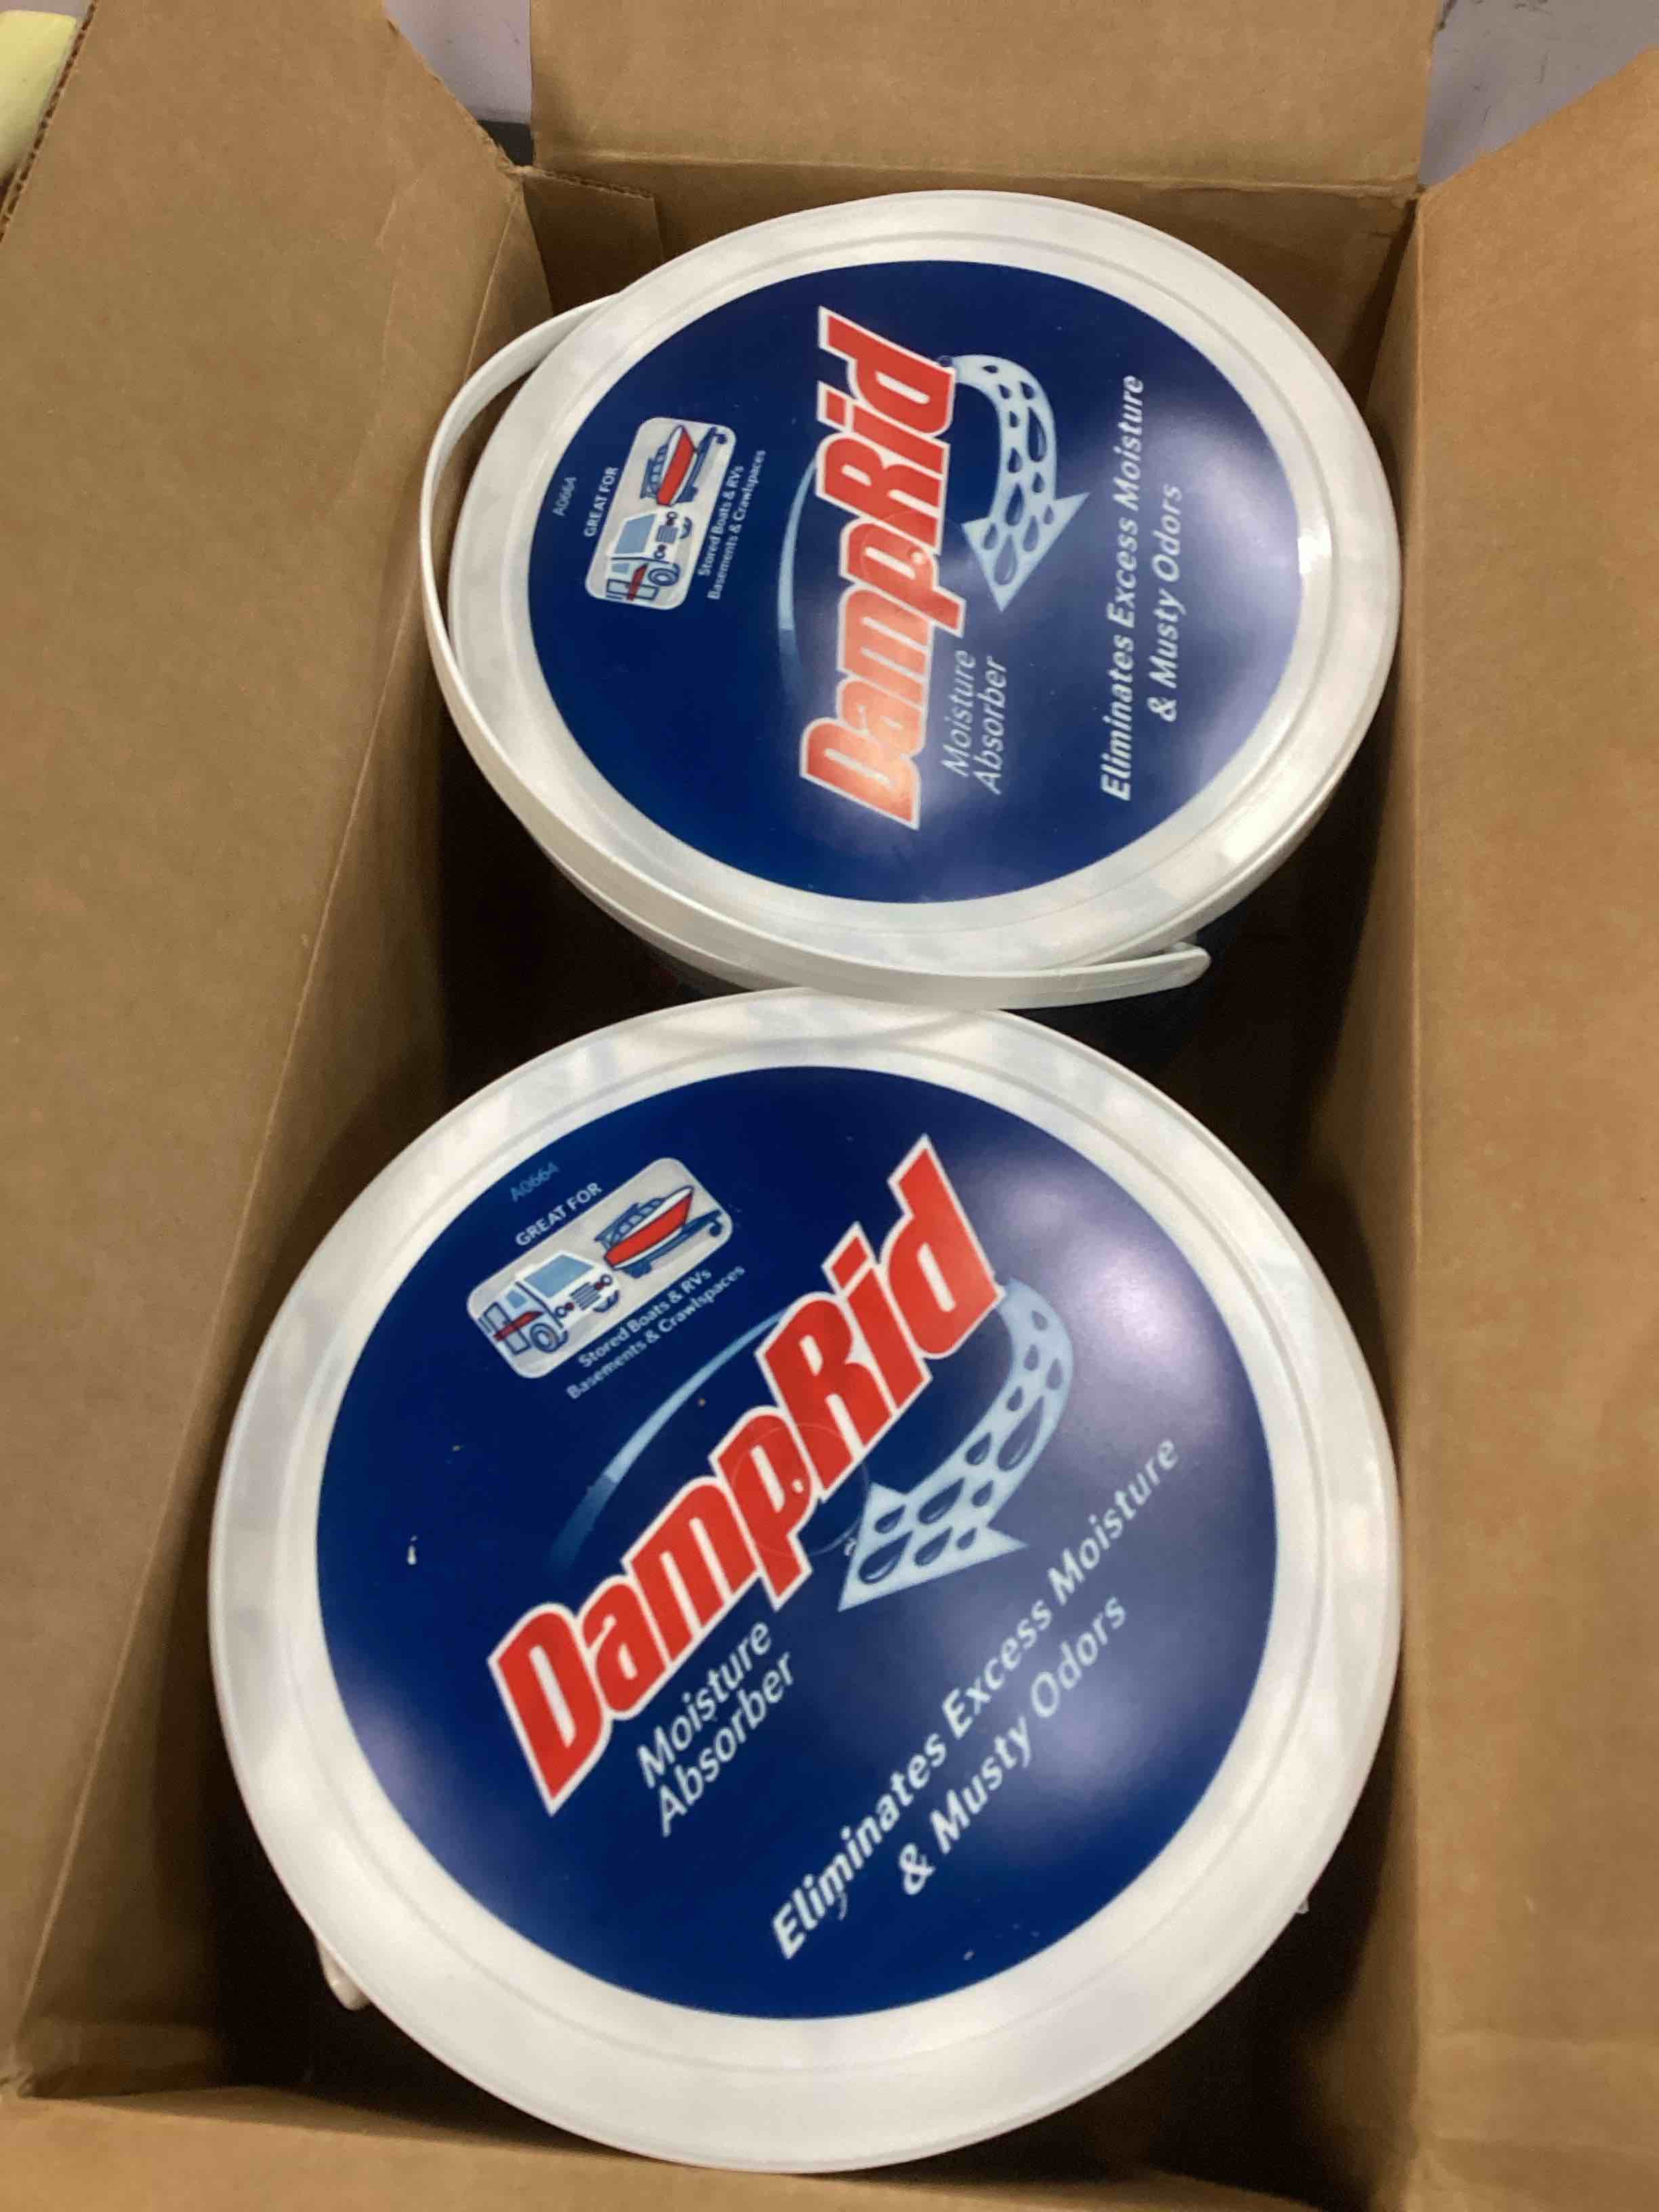 A0664
GREAT FOR
Stored Boats & RVs
Basements & Crawlspaces
DampRid
Moisture
Absorber
Eliminates Excess Moisture
& Musty Odors
A0664
GREAT FOR
Stored Boats & RVs
Basements & Crawlspaces
DampRid
Moisture
Absorber
Eliminates Excess Moisture
& Musty Odors